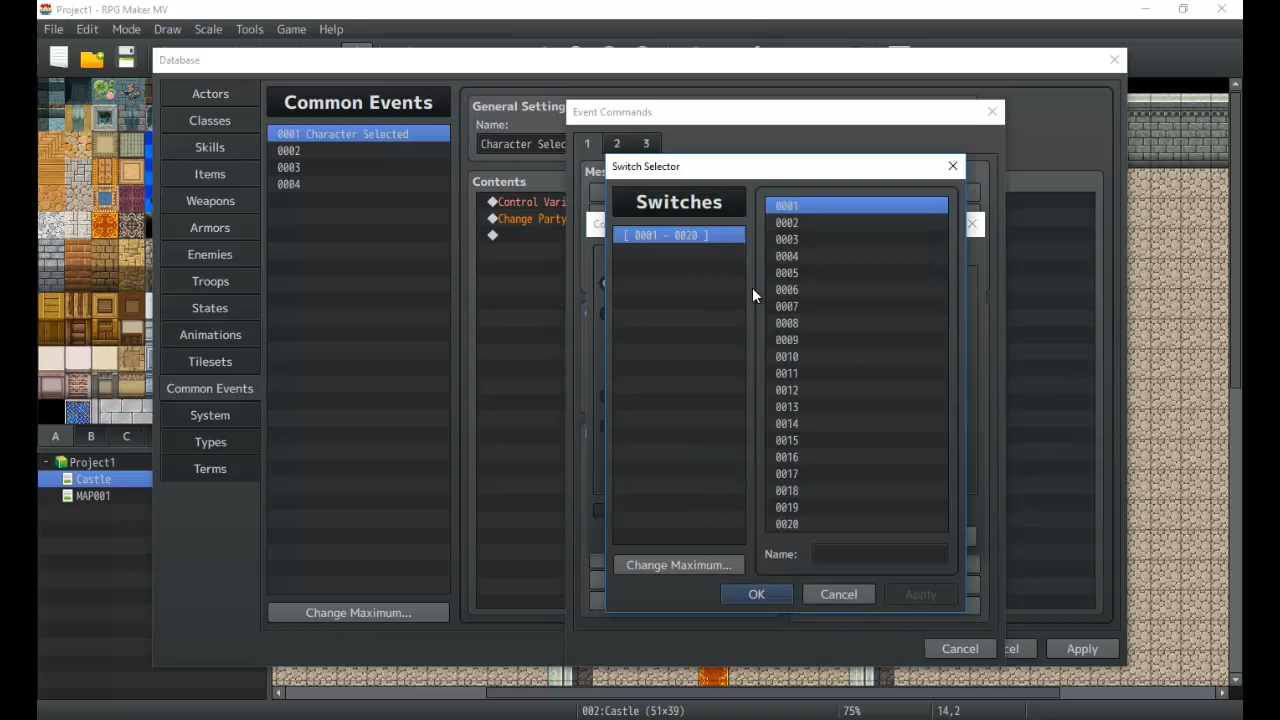 Project1 - RPG Maker MV
File Edit Mode Draw Scale Tools Game Help
Database
Actors
Classes
Skills
Items
Weapons
Armors
Enemies
Troops
States
Animations
Tilesets
Common Events
System
Types
Terms
Common Events
0001 Character Selected
0002
0003
0004
Change Maximum...
General Setting
Name:
Character Selec
Contents
◆Control Vari
◆Change Party
◆
Event Commands
1 2 3
Mes
Co
Switch Selector
Switches
[ 0001 - 0020 ]
Change Maximum...
0001
0002
0003
0004
0005
0006
0007
0008
0009
0010
0011
0012
0013
0014
0015
0016
0017
0018
0019
0020
Name:
OK Cancel Apply
Cancel
cel Apply
A B C
Project1
Castle
MAP001
002:Castle (51x39) 75% 14,2